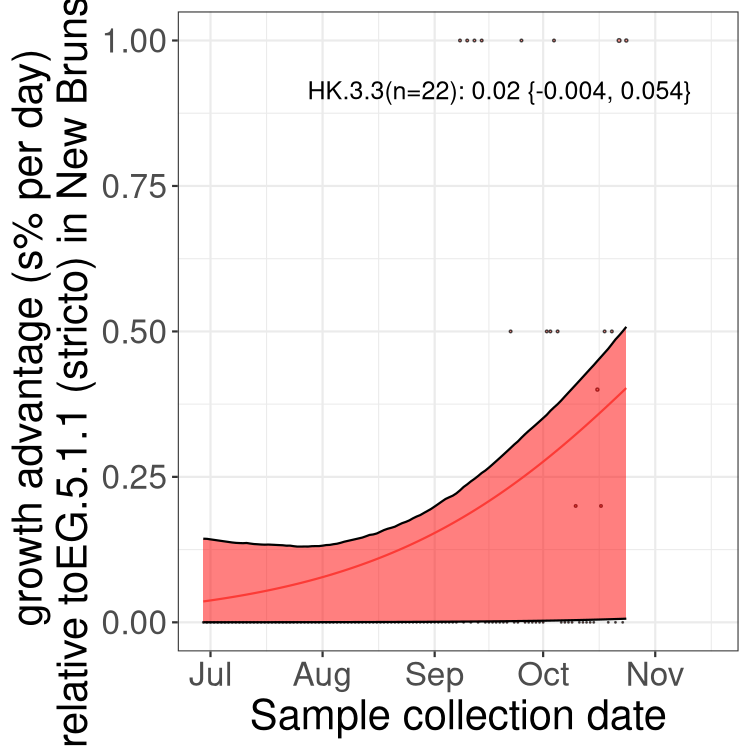 growth advantage (s% per day)
relative toEG.5.1.1 (stricto) in New Bruns
1.00
0.75
0.50
0.25
0.00
HK.3.3(n=22): 0.02 {-0.004, 0.054}
Jul Aug Sep Oct Nov
Sample collection date